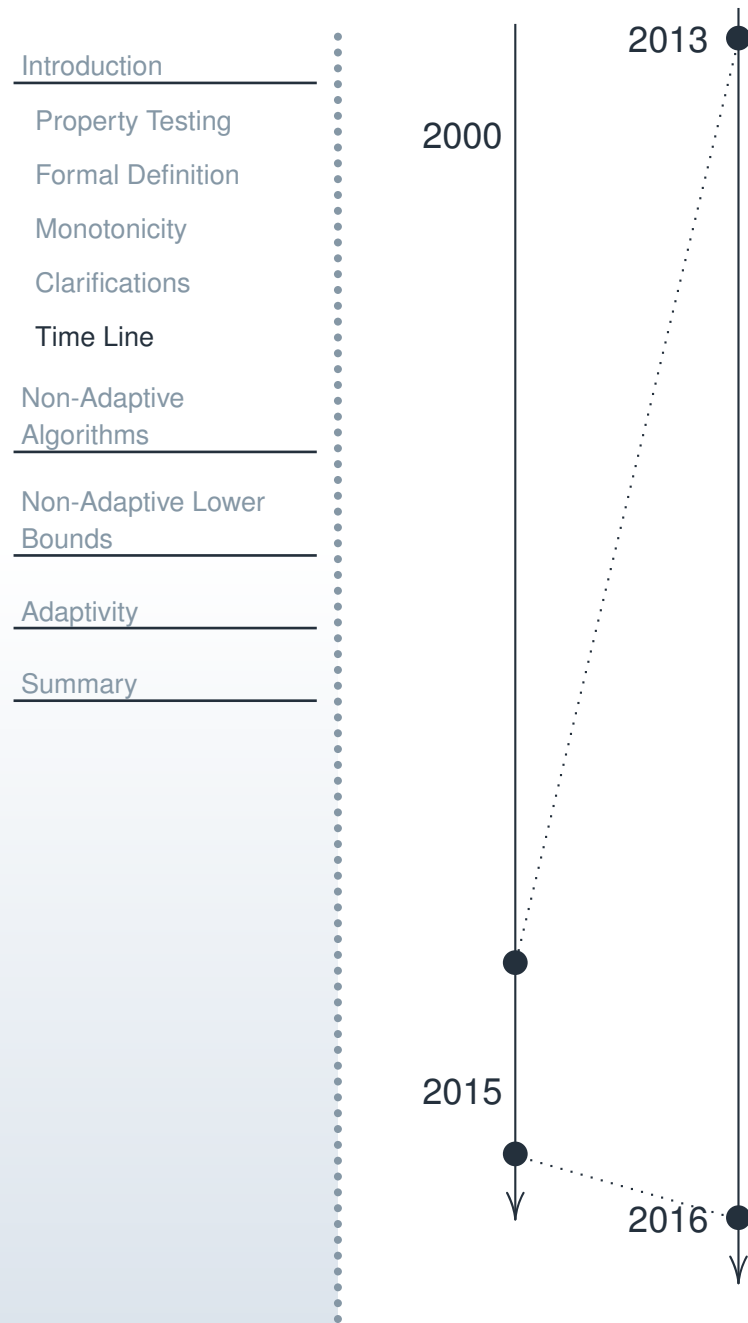 Introduction
Property Testing
Formal Definition
Monotonicity
Clarifications
Time Line
Non-Adaptive
Algorithms
Non-Adaptive Lower
Bounds
Adaptivity
Summary
2000
2015
2013
2016